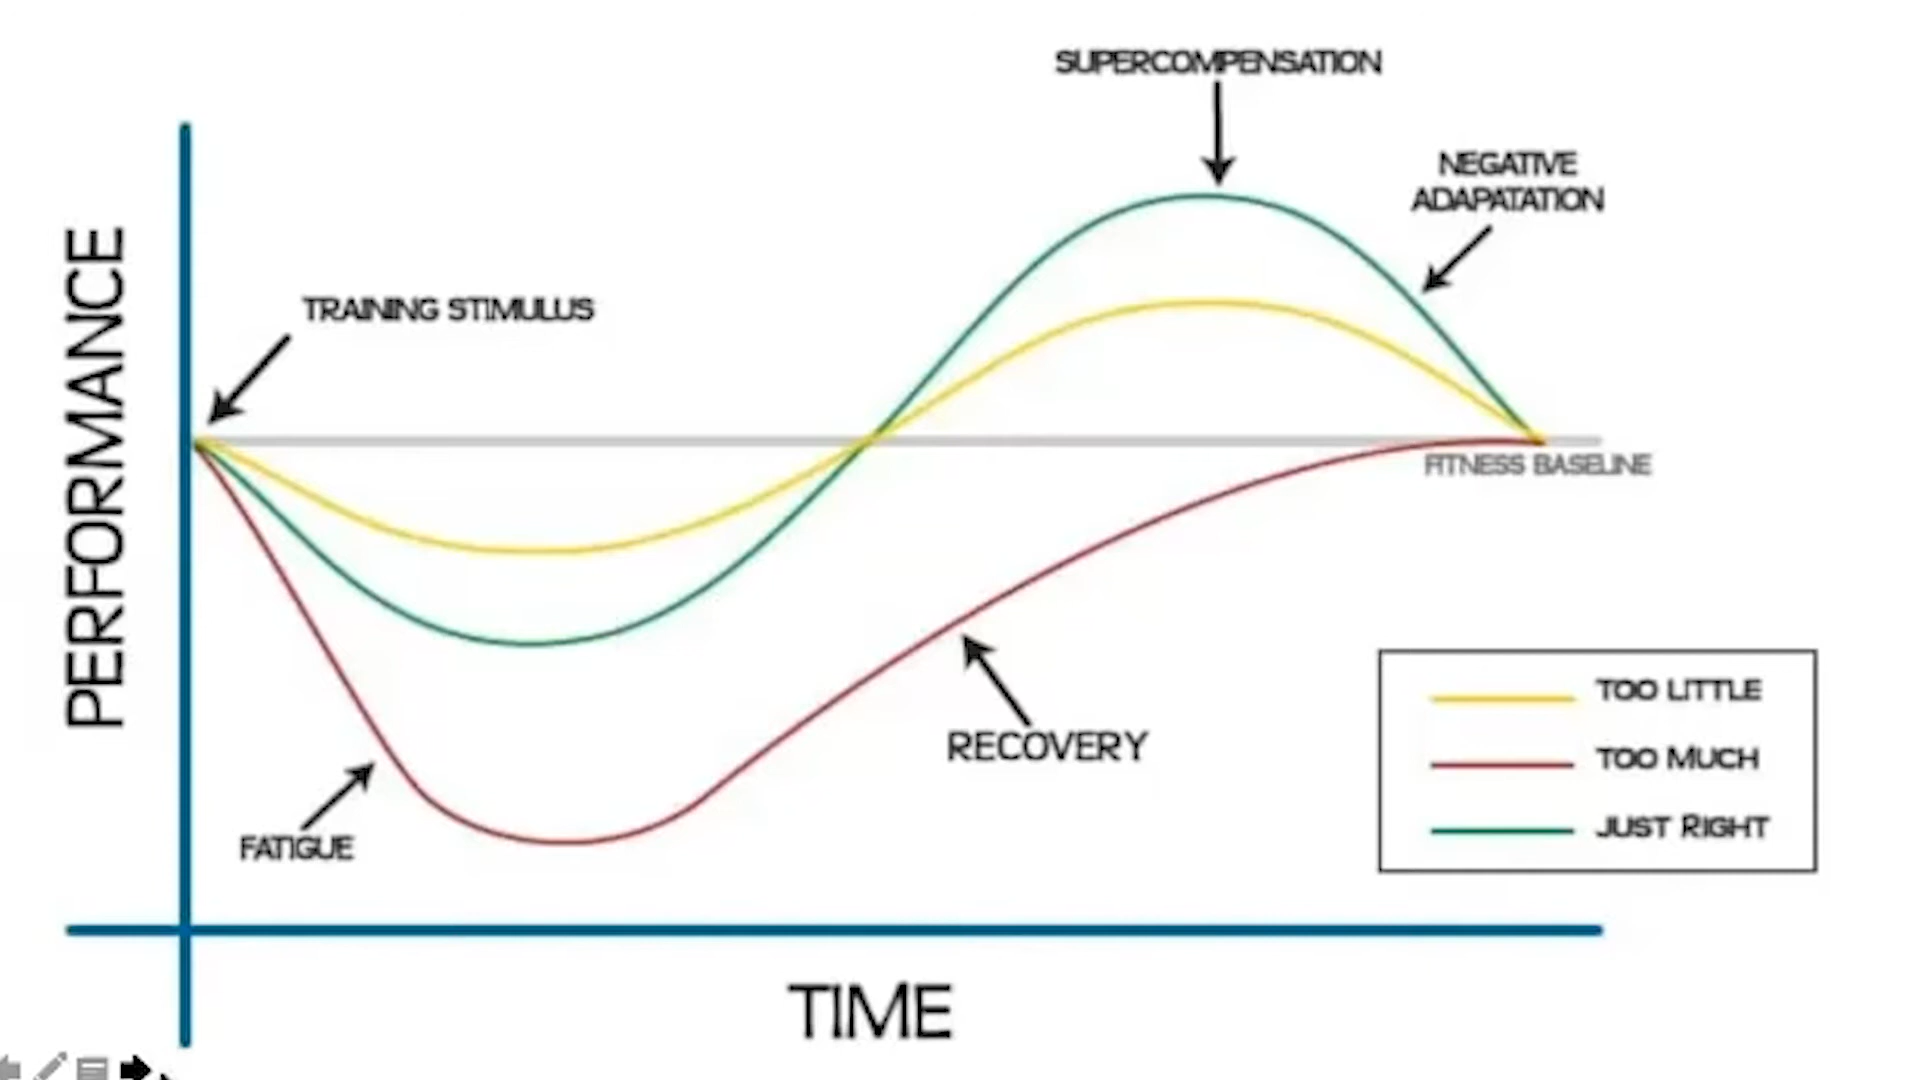 SUPERCOMPENSATION
NEGATIVE
ADAPATATION
TRAINING STIMULUS
PERFORMANCE
FITNESS BASELINE
RECOVERY
FATIGUE
TOO LITTLE
TOO MUCH
JUST RIGHT
TIME